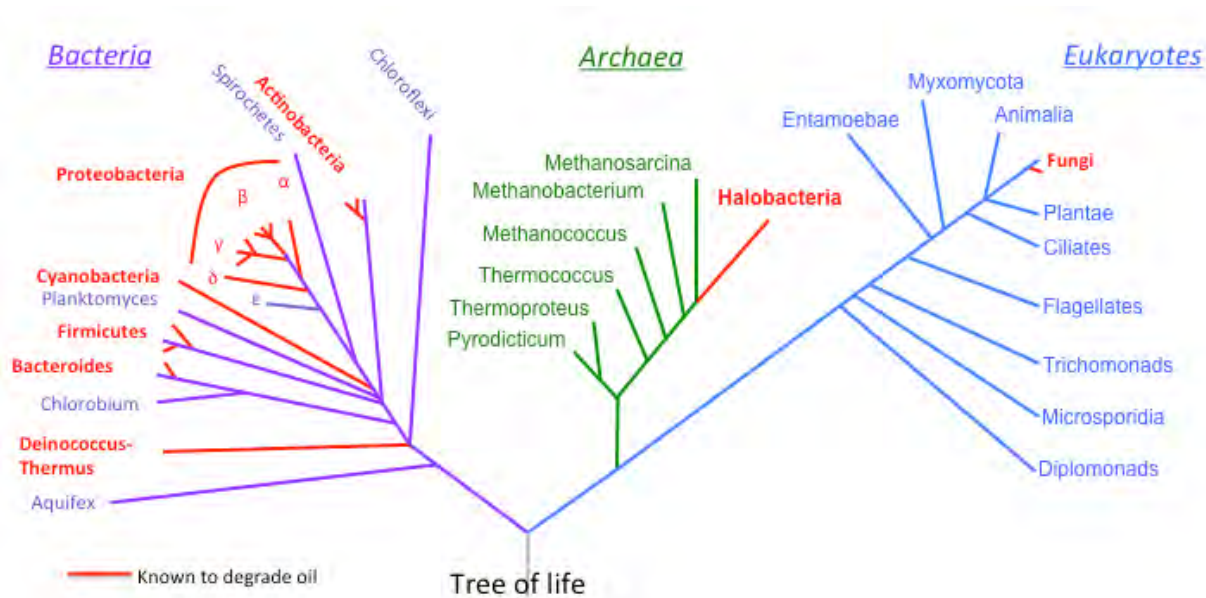 Bacteria
Archaea
Eukaryotes
Spirochetes
Actinobacteria
Chloroflexi
Proteobacteria
α
β
γ
δ
ε
Cyanobacteria
Planktomyces
Firmicutes
Bacteroides
Chlorobium
Deinococcus-
Thermus
Aquifex
Methanosarcina
Methanobacterium
Halobacteria
Methanococcus
Thermococcus
Thermoproteus
Pyrodicticum
Entamoebae
Myxomycota
Animalia
Fungi
Plantae
Ciliates
Flagellates
Trichomonads
Microsporidia
Diplomonads
Known to degrade oil
Tree of life